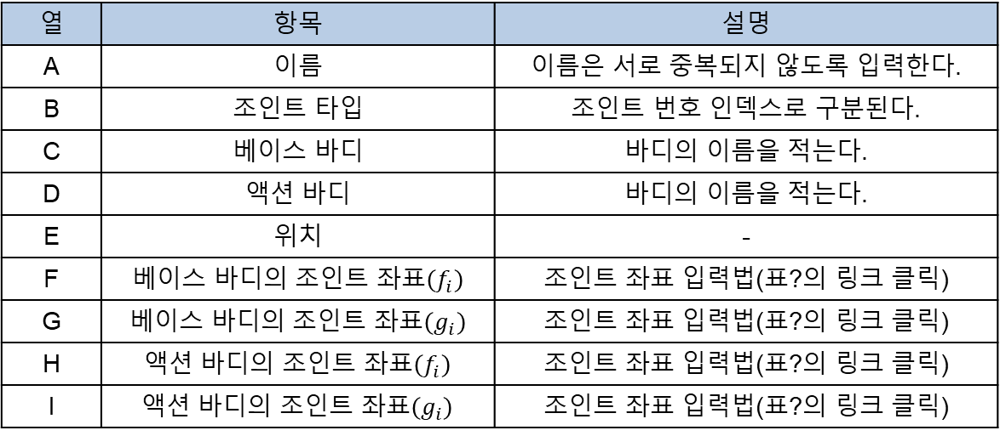 열 항목 설명
A 이름 이름은 서로 중복되지 않도록 입력한다.
B 조인트 타입 조인트 번호 인덱스로 구분된다.
C 베이스 바디 바디의 이름을 적는다.
D 액션 바디 바디의 이름을 적는다.
E 위치 -
F 베이스 바디의 조인트 좌표(fᵢ) 조인트 좌표 입력법(표?의 링크 클릭)
G 베이스 바디의 조인트 좌표(gᵢ) 조인트 좌표 입력법(표?의 링크 클릭)
H 액션 바디의 조인트 좌표(fᵢ) 조인트 좌표 입력법(표?의 링크 클릭)
I 액션 바디의 조인트 좌표(gᵢ) 조인트 좌표 입력법(표?의 링크 클릭)